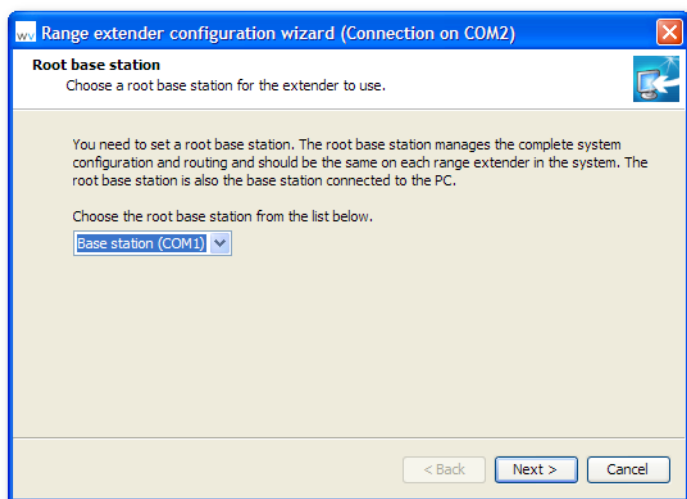 wv Range extender configuration wizard (Connection on COM2)
Root base station
Choose a root base station for the extender to use.
You need to set a root base station. The root base station manages the complete system
configuration and routing and should be the same on each range extender in the system. The
root base station is also the base station connected to the PC.
Choose the root base station from the list below.
Base station (COM1)
< Back Next > Cancel